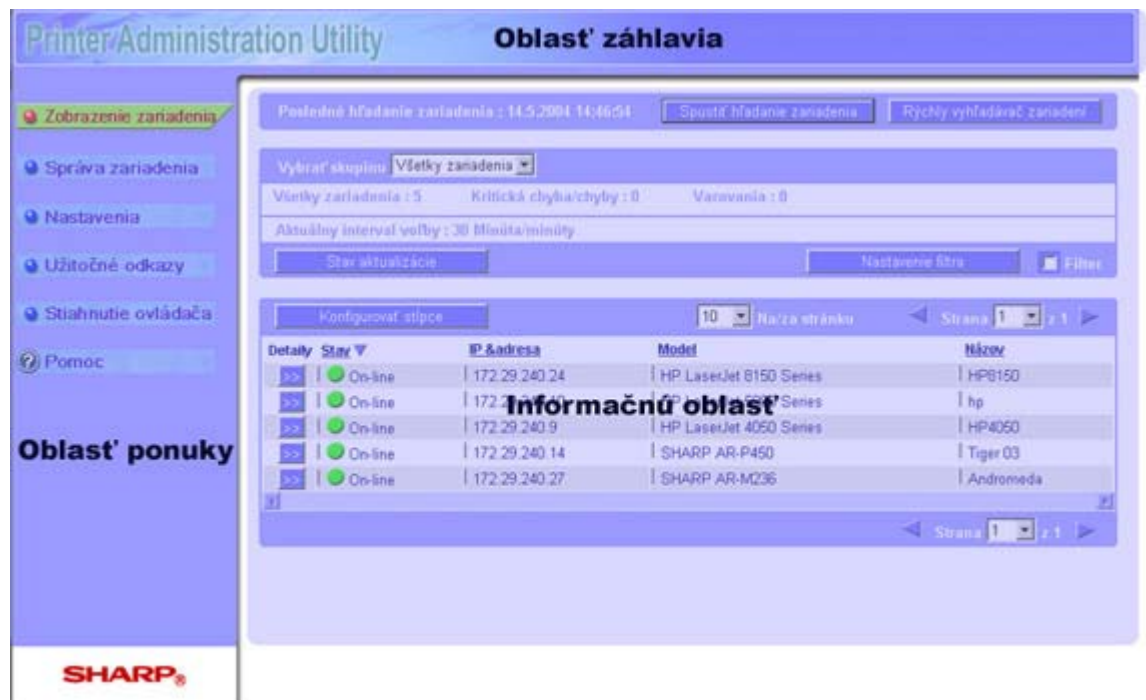 Printer Administration Utility
Oblasť záhlavia
Zobrazenie zariadenia
Správa zariadenia
Nastavenia
Užitočné odkazy
Stiahnutie ovládača
Pomoc
Oblasť ponuky
SHARP®
Posledné hľadanie zariadenia : 14.5.2004 14:46:54 Spustiť hľadanie zariadenia Rýchly vyhľadávač zariadení
Vybrať skupinu Všetky zariadenia
Všetky zariadenia : 5 Kritická chyba/chyby : 0 Varovania : 0
Aktuálny interval voľby : 30 Minúta/minúty
Stav aktualizácie Nastavenie filtra Filter
Konfigurovať stĺpce 10 Na/za stránku Strana 1 z 1
Detaily Stav IP &adresa Model Názov
>> On-line 172.29.240.24 HP LaserJet 8150 Series HP8150
>> On-line Series hp
Informačnú oblasť
>> On-line 172.29.240.9 HP LaserJet 4050 Series HP4050
>> On-line 172.29.240.14 SHARP AR-P450 Tiger 03
>> On-line 172.29.240.27 SHARP AR-M236 Andromeda
Strana 1 z 1